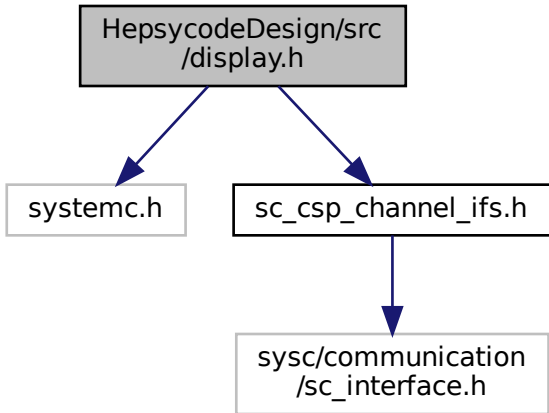 HepsycodeDesign/src
/display.h
systemc.h
sc_csp_channel_ifs.h
sysc/communication
/sc_interface.h